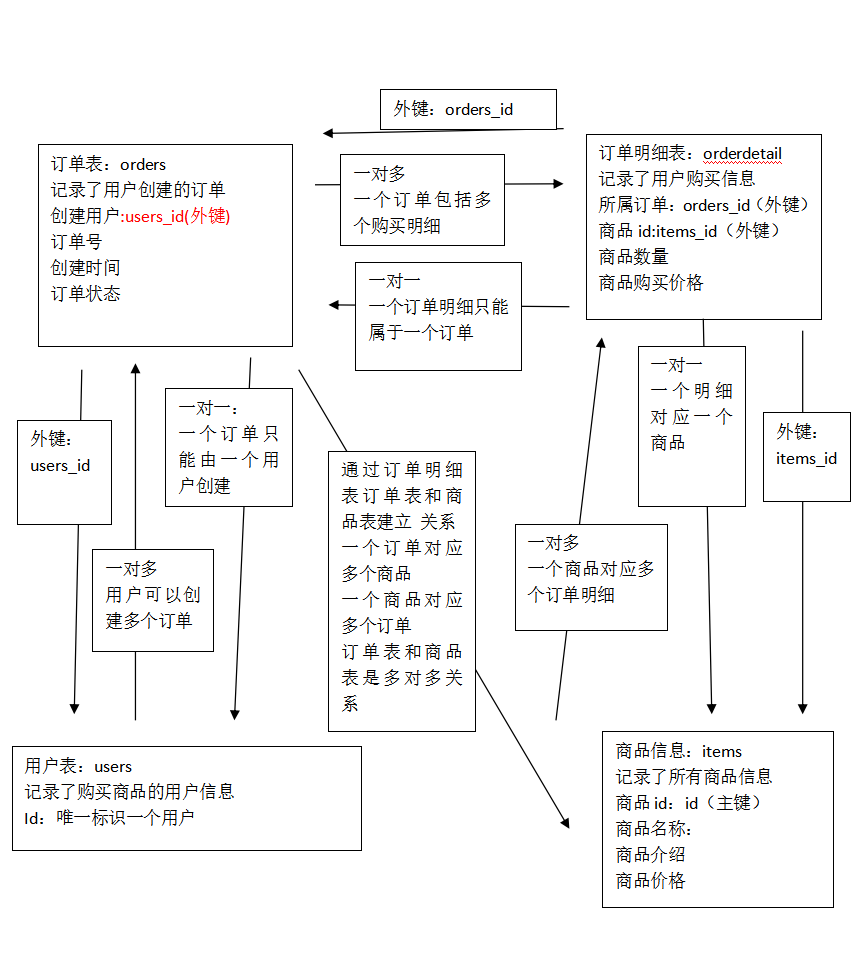 外键：orders_id
订单表：orders
记录了用户创建的订单
创建用户:users_id(外键)
订单号
创建时间
订单状态
一对多
一个订单包括多
个购买明细
订单明细表：orderdetail
记录了用户购买信息
所属订单：orders_id（外键）
商品id:items_id（外键）
商品数量
商品购买价格
一对一
一个订单明细只能
属于一个订单
外键：
users_id
一对多
用户可以创
建多个订单
一对一：
一个订单只
能由一个用
户创建
通过订单明细
表订单表和商
品表建立 关系
一个订单对应
多个商品
一个商品对应
多个订单
订单表和商品
表是多对多关
系
一对多
一个商品对应多
个订单明细
一对一
一个明细
对应一个
商品
外键：
items_id
用户表：users
记录了购买商品的用户信息
Id：唯一标识一个用户
商品信息：items
记录了所有商品信息
商品id：id（主键）
商品名称：
商品介绍
商品价格